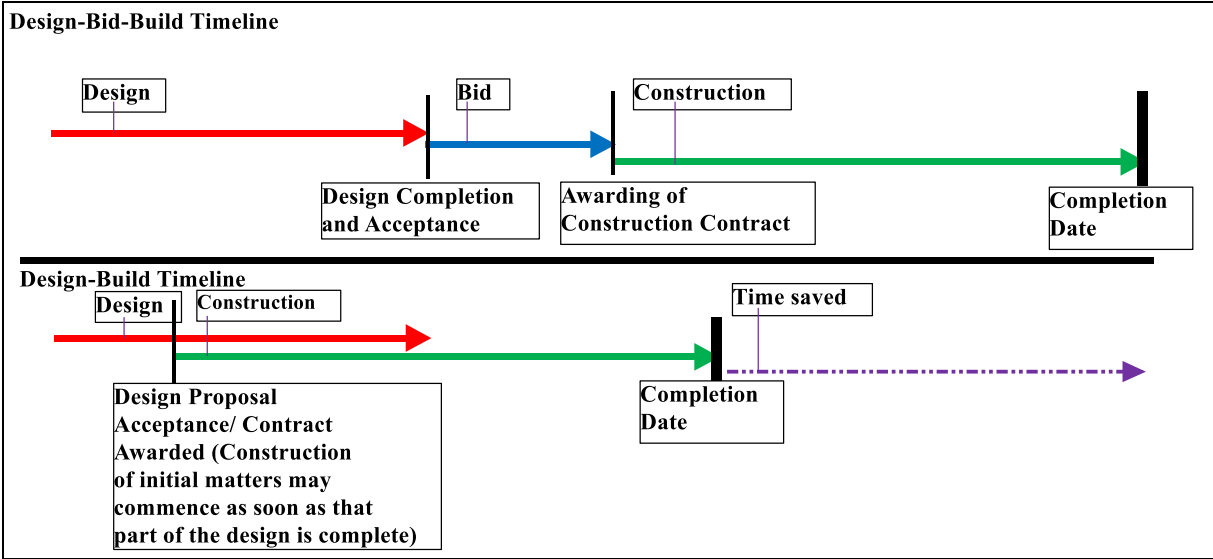 Design-Bid-Build Timeline
Design
Bid
Construction
Design Completion
and Acceptance
Awarding of
Construction Contract
Completion
Date
Design-Build Timeline
Design
Construction
Time saved
Design Proposal
Acceptance/ Contract
Awarded (Construction
of initial matters may
commence as soon as that
part of the design is complete)
Completion
Date